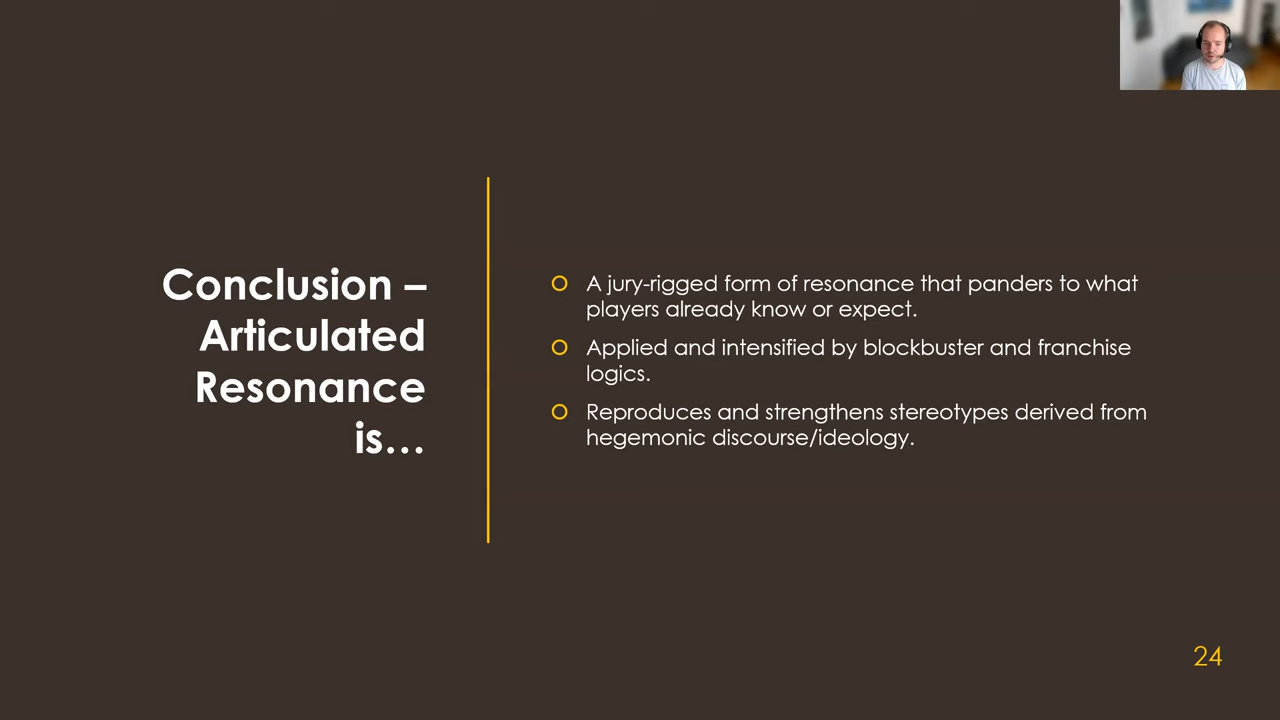 Conclusion –
Articulated
Resonance
is…
A jury-rigged form of resonance that panders to what
players already know or expect.
Applied and intensified by blockbuster and franchise
logics.
Reproduces and strengthens stereotypes derived from
hegemonic discourse/ideology.
24